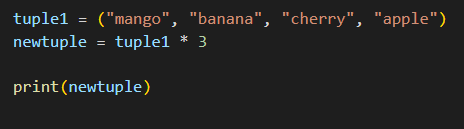 tuple1 = ("mango", "banana", "cherry", "apple")
newtuple = tuple1 * 3
print(newtuple)